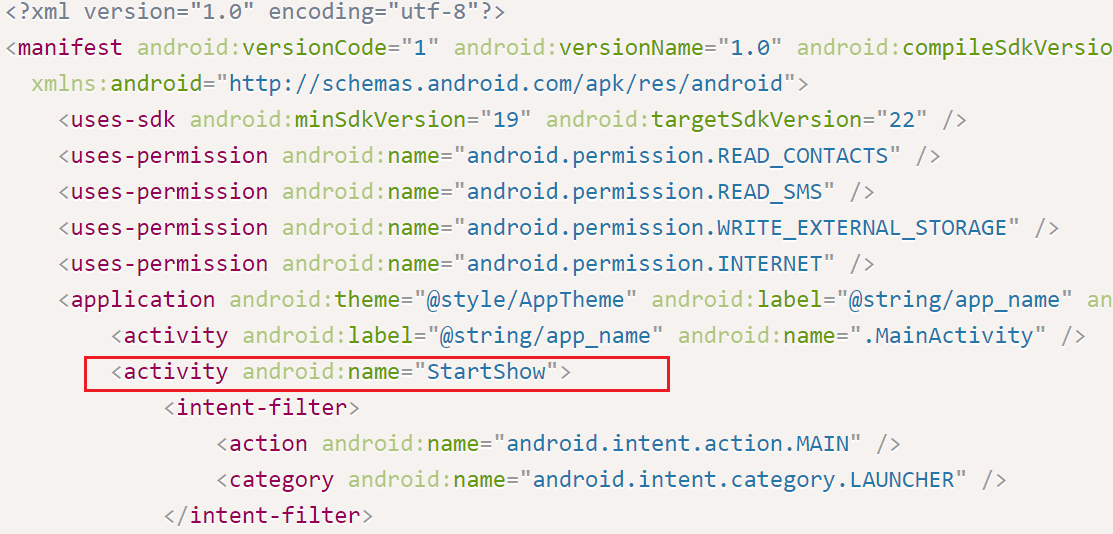 <?xml version="1.0" encoding="utf-8"?>
<manifest android:versionCode="1" android:versionName="1.0" android:compileSdkVersio
xmlns:android="http://schemas.android.com/apk/res/android">
<uses-sdk android:minSdkVersion="19" android:targetSdkVersion="22" />
<uses-permission android:name="android.permission.READ_CONTACTS" />
<uses-permission android:name="android.permission.READ_SMS" />
<uses-permission android:name="android.permission.WRITE_EXTERNAL_STORAGE" />
<uses-permission android:name="android.permission.INTERNET" />
<application android:theme="@style/AppTheme" android:label="@string/app_name" an
<activity android:label="@string/app_name" android:name=".MainActivity" />
<activity android:name="StartShow">
<intent-filter>
<action android:name="android.intent.action.MAIN" />
<category android:name="android.intent.category.LAUNCHER" />
</intent-filter>